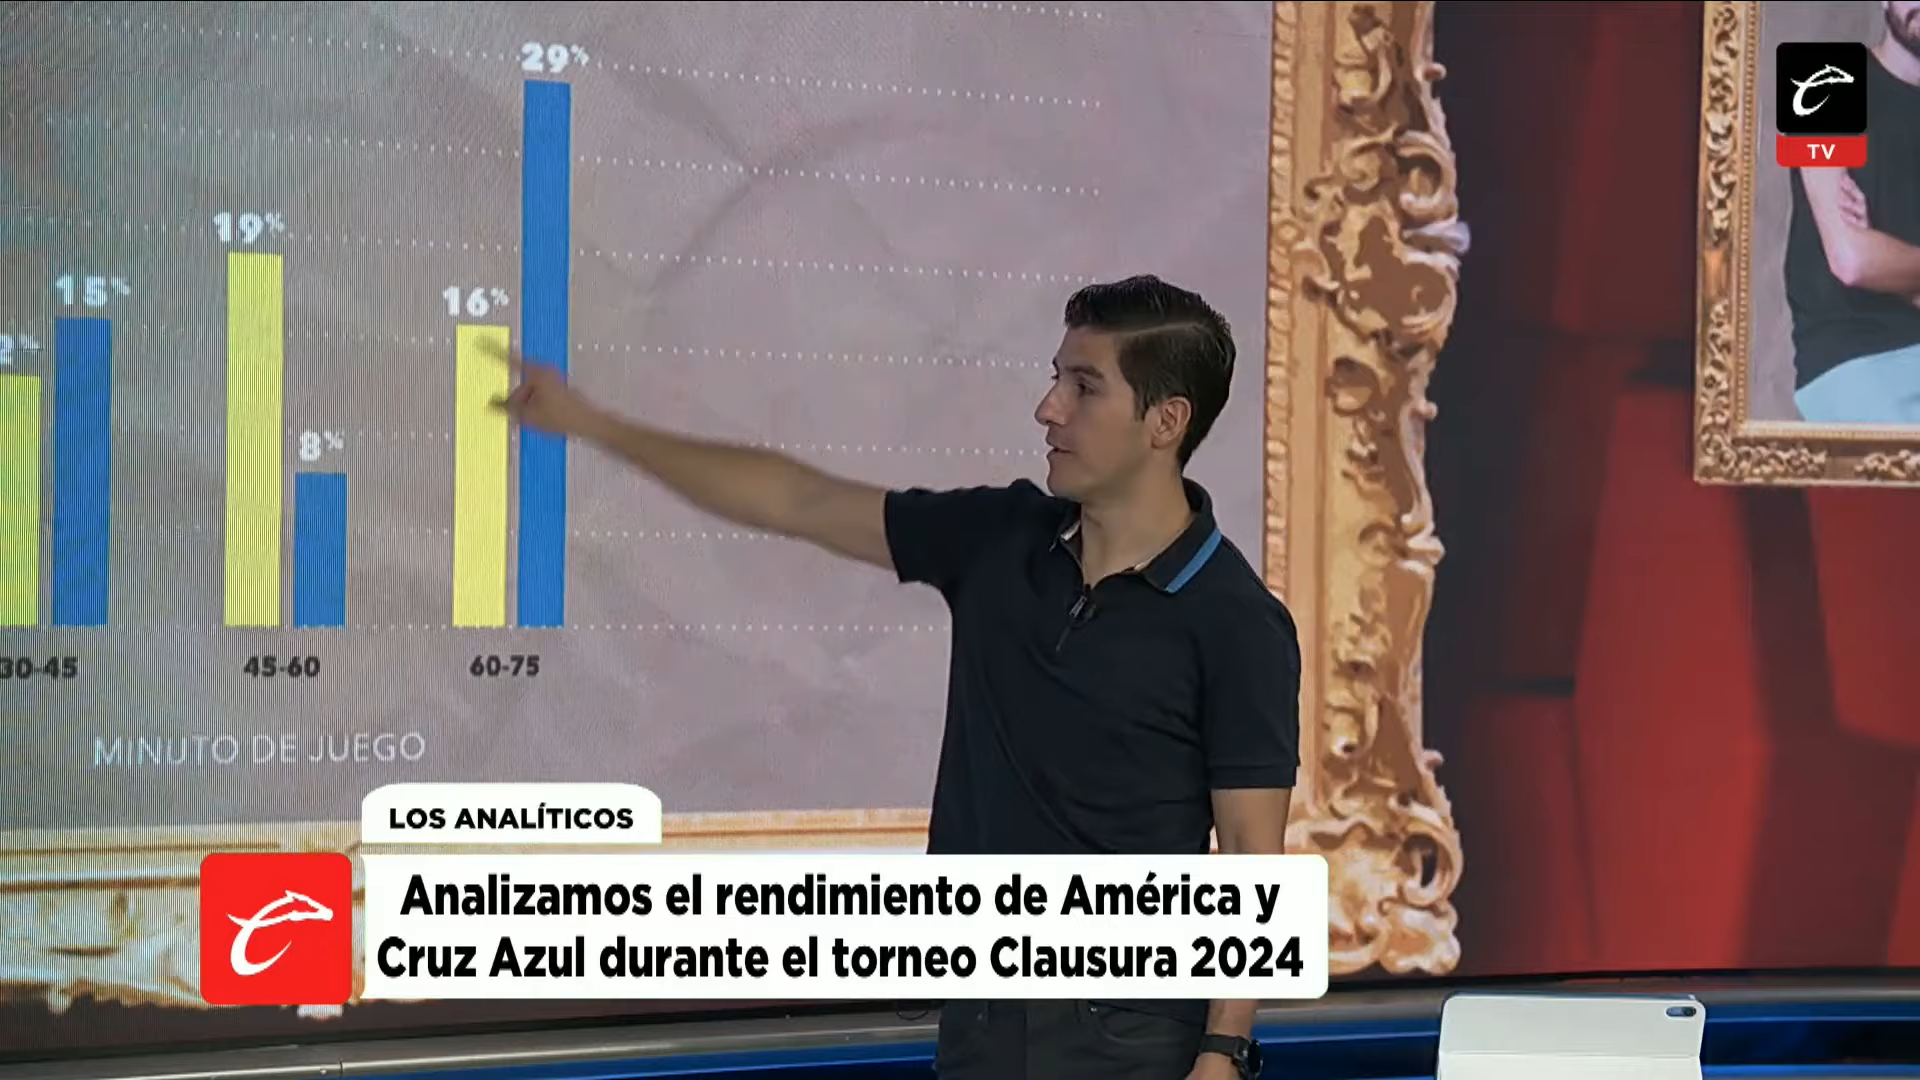 29%
TV
19%
16%
15%
2%
8%
30-45
45-60
60-75
MINUTO DE JUEGO
LOS ANALÍTICOS
Analizamos el rendimiento de América y
Cruz Azul durante el torneo Clausura 2024